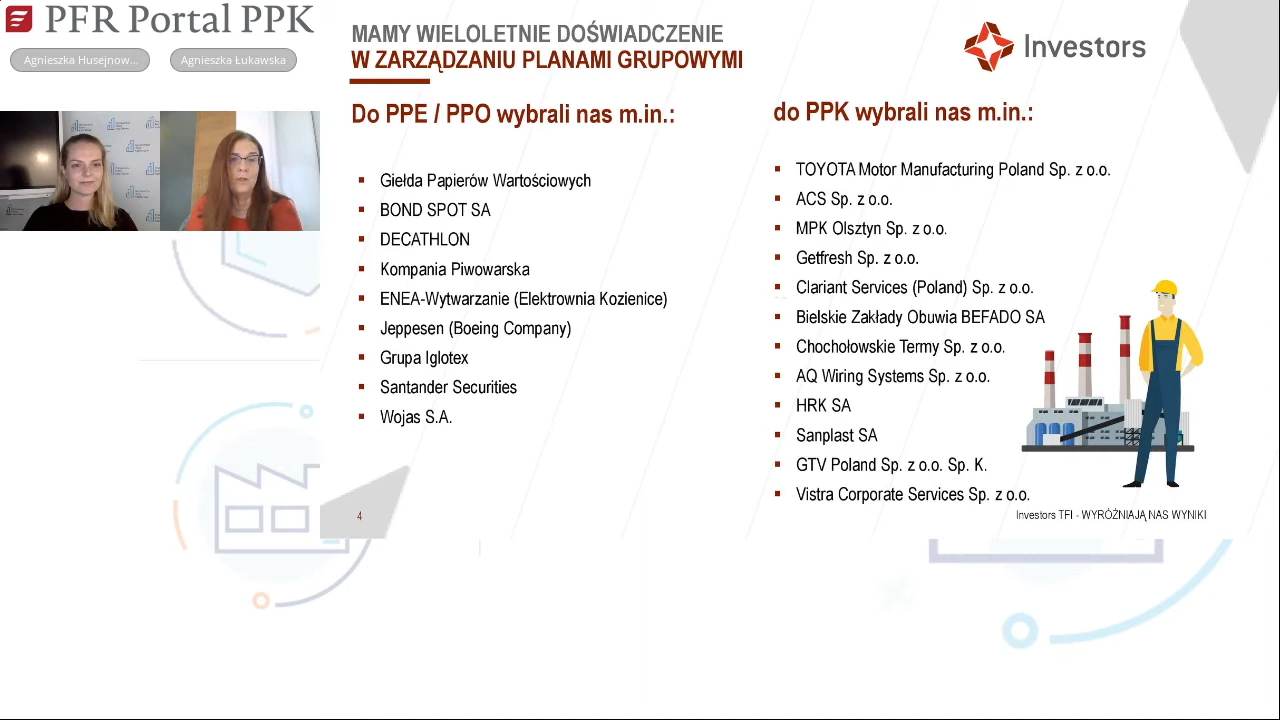 PFR Portal PPK
Agnieszka Husejnow...
Agnieszka Łukawska
MAMY WIELOLETNIE DOŚWIADCZENIE
W ZARZĄDZANIU PLANAMI GRUPOWYMI
Investors
Do PPE / PPO wybrali nas m.in.:
Giełda Papierów Wartościowych
BOND SPOT SA
DECATHLON
Kompania Piwowarska
ENEA-Wytwarzanie (Elektrownia Kozienice)
Jeppesen (Boeing Company)
Grupa Iglotex
Santander Securities
Wojas S.A.
do PPK wybrali nas m.in.:
TOYOTA Motor Manufacturing Poland Sp. z o.o.
ACS Sp. z o.o.
MPK Olsztyn Sp. z o.o.
Getfresh Sp. z o.o.
Clariant Services (Poland) Sp. z o.o.
Bielskie Zakłady Obuwia BEFADO SA
Chochołowskie Termy Sp. z o.o.
AQ Wiring Systems Sp. z o.o.
HRK SA
Sanplast SA
GTV Poland Sp. z o.o. Sp. K.
Vistra Corporate Services Sp. z o.o.
4
Investors TFI - WYRÓŻNIAJĄ NAS WYNIKI